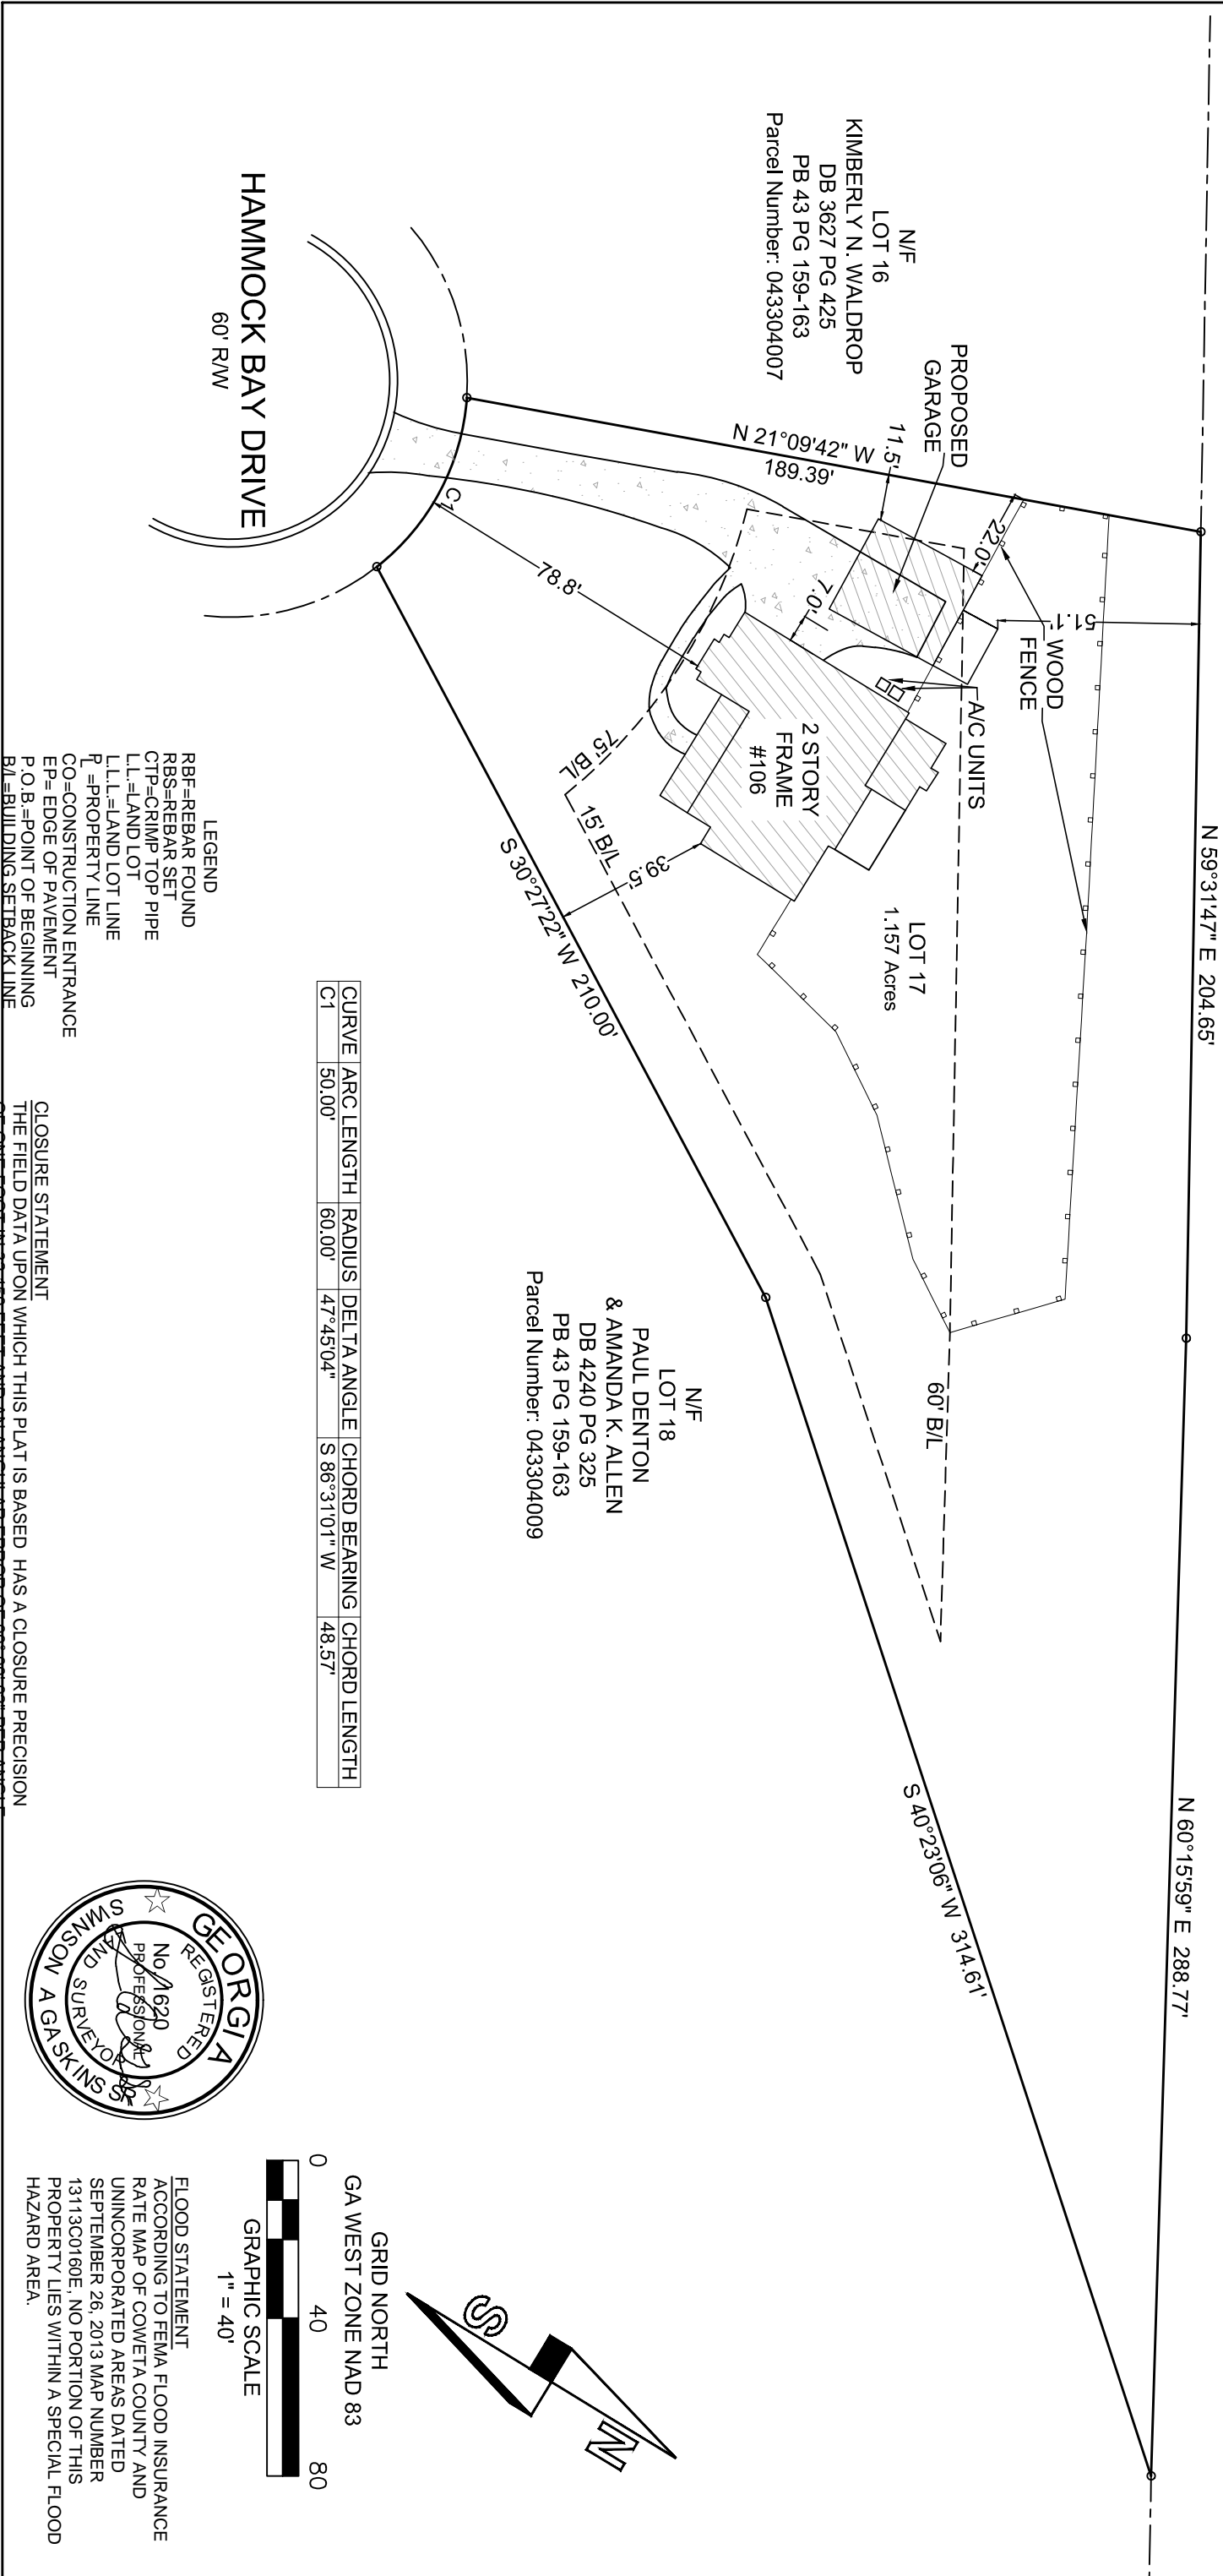 N 59°31'47" E 204.65'
N 60°15'59" E 288.77'
N/F
LOT 16
KIMBERLY N. WALDROP
DB 3627 PG 425
PB 43 PG 159-163
Parcel Number: 043304007
PROPOSED
GARAGE
11.5'
N 21°09'42" W
189.39'
22.0'
51.1'
WOOD
FENCE
A/C UNITS
7.0'
2 STORY
FRAME
#106
LOT 17
1.157 Acres
60' B/L
78.8'
75' B/L
15' B/L
39.5'
S 30°27'22" W 210.00'
S 40°23'06" W 314.61'
C1
HAMMOCK BAY DRIVE
60' R/W
N/F
LOT 18
PAUL DENTON
& AMANDA K. ALLEN
DB 4240 PG 325
PB 43 PG 159-163
Parcel Number: 043304009
CURVE ARC LENGTH RADIUS DELTA ANGLE CHORD BEARING CHORD LENGTH
C1 50.00' 60.00' 47°45'04" S 86°31'01" W 48.57'
LEGEND
RBF=REBAR FOUND
RBS=REBAR SET
CTP=CRIMP TOP PIPE
L.L.=LAND LOT
L.L.L.=LAND LOT LINE
PL =PROPERTY LINE
CO=CONSTRUCTION ENTRANCE
EP= EDGE OF PAVEMENT
P.O.B.=POINT OF BEGINNING
B/L=BUILDING SETBACK LINE
CLOSURE STATEMENT
THE FIELD DATA UPON WHICH THIS PLAT IS BASED HAS A CLOSURE PRECISION
GEORGIA
REGISTERED
No. 1620
PROFESSIONAL
LAND SURVEYOR
SWINSON A GASKINS SR
GRID NORTH
GA WEST ZONE NAD 83
S
N
0 40 80
GRAPHIC SCALE
1" = 40'
FLOOD STATEMENT
ACCORDING TO FEMA FLOOD INSURANCE
RATE MAP OF COWETA COUNTY AND
UNINCORPORATED AREAS DATED
SEPTEMBER 26, 2013 MAP NUMBER
13113C0160E, NO PORTION OF THIS
PROPERTY LIES WITHIN A SPECIAL FLOOD
HAZARD AREA.